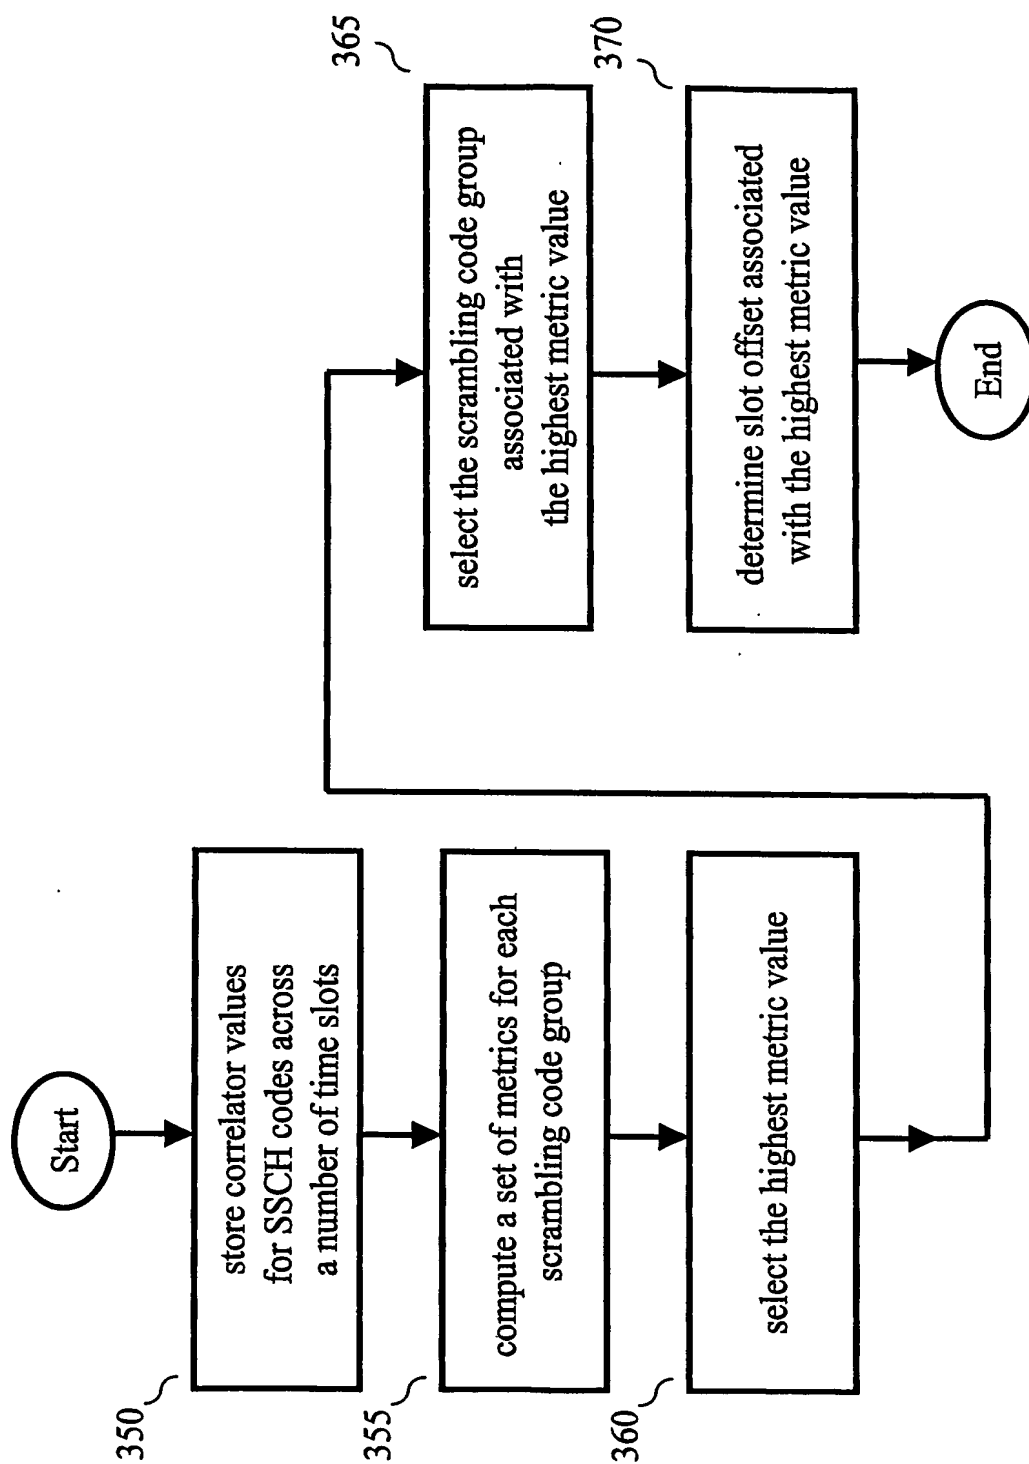 Start
350
store correlator values
for SSCH codes across
a number of time slots
355
compute a set of metrics for each
scrambling code group
360
select the highest metric value
365
select the scrambling code group
associated with
the highest metric value
370
determine slot offset associated
with the highest metric value
End